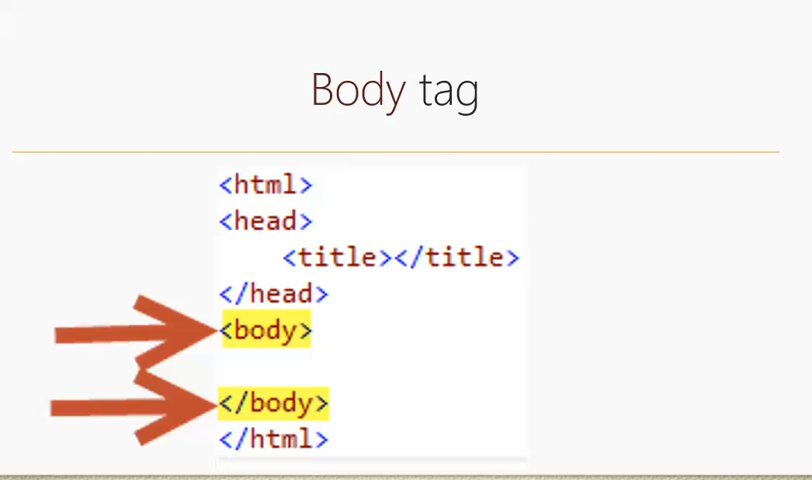 Body tag
<html>
<head>
<title></title>
</head>
<body>
</body>
</html>